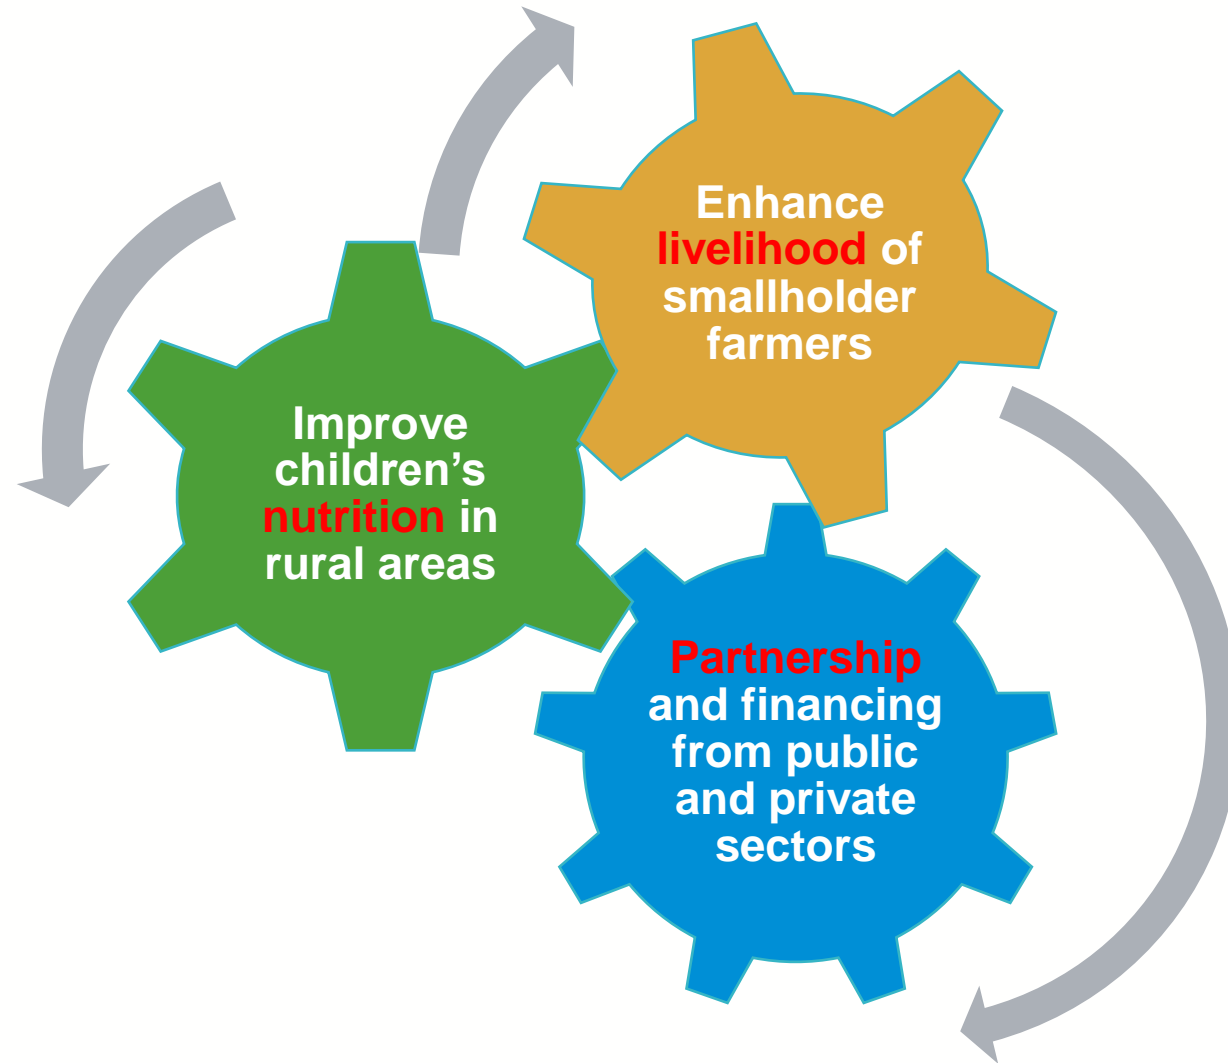 Enhance
livelihood of
smallholder
farmers
Improve
children’s
nutrition in
rural areas
Partnership
and financing
from public
and private
sectors